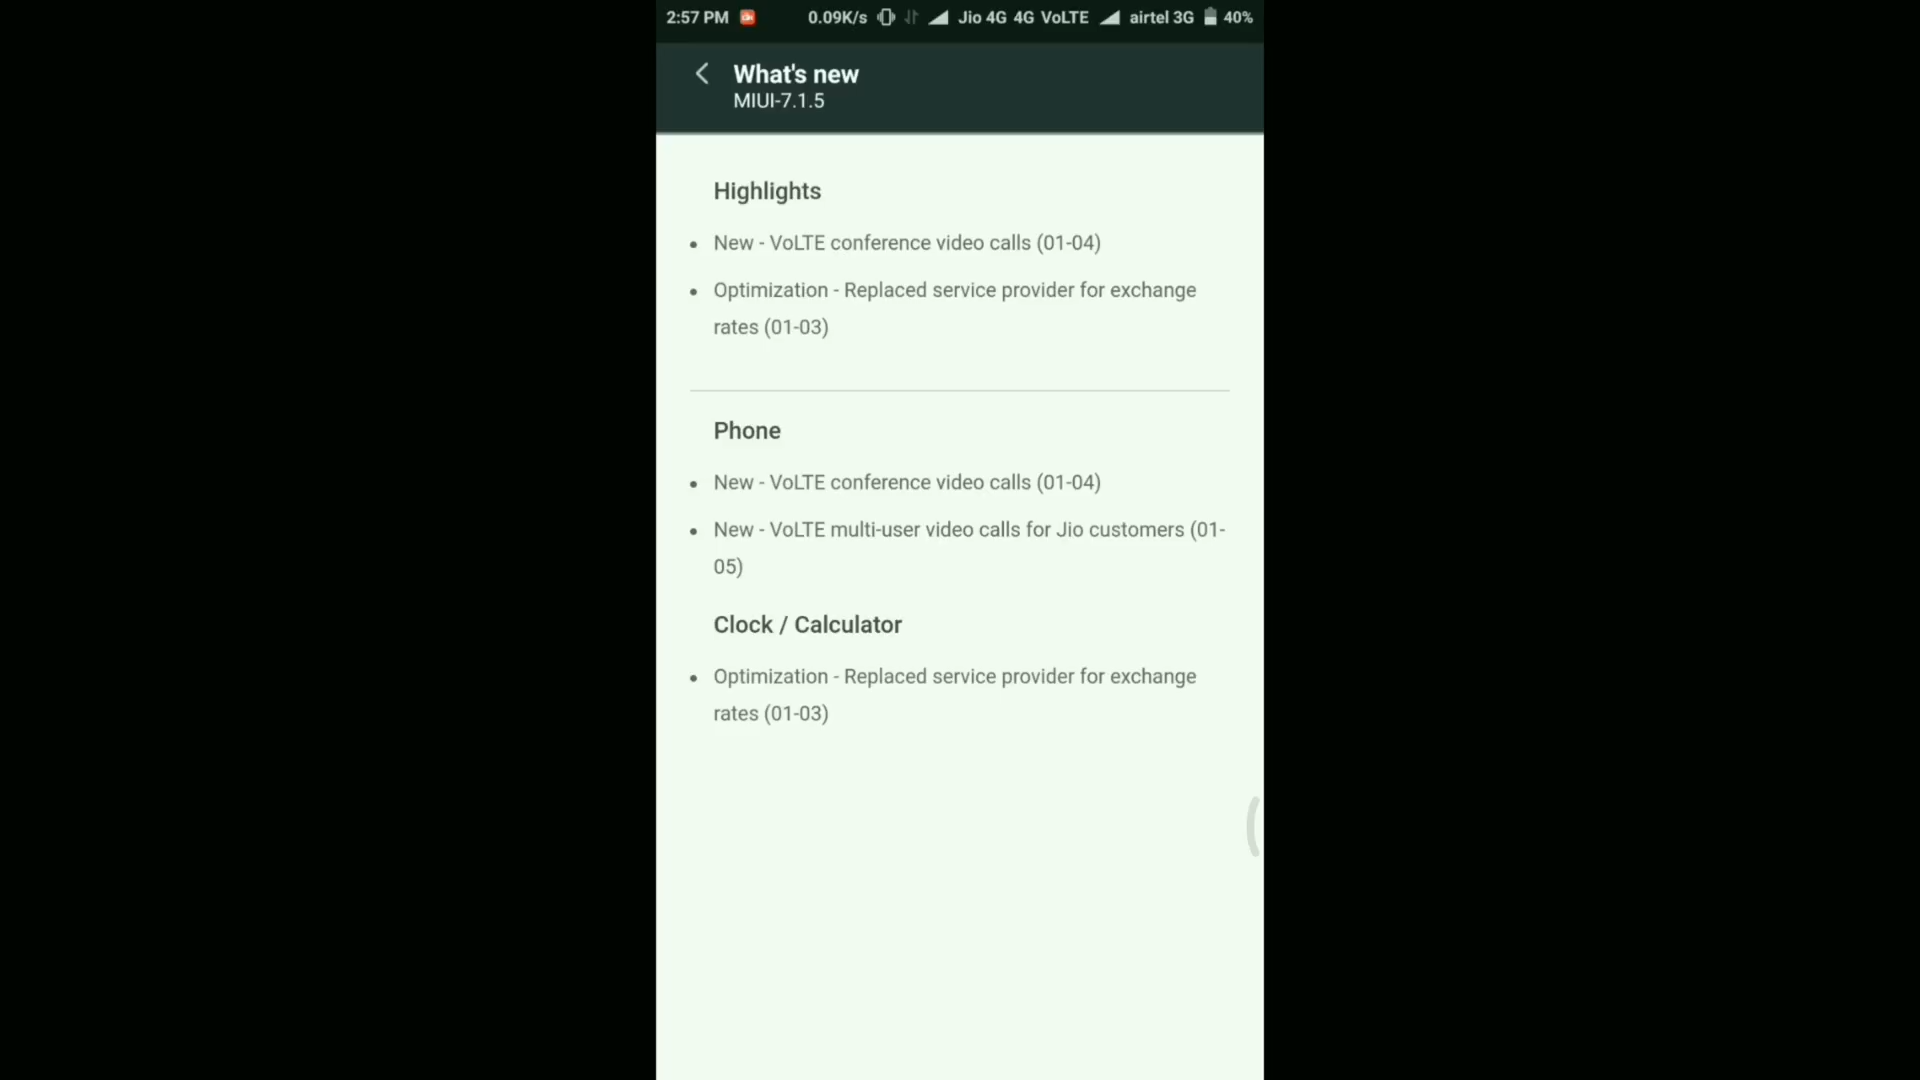 2:57 PM 0.09K/s Jio 4G 4G VoLTE airtel 3G 40%
What's new
MIUI-7.1.5
Highlights
• New - VoLTE conference video calls (01-04)
• Optimization - Replaced service provider for exchange
rates (01-03)
Phone
• New - VoLTE conference video calls (01-04)
• New - VoLTE multi-user video calls for Jio customers (01-
05)
Clock / Calculator
• Optimization - Replaced service provider for exchange
rates (01-03)